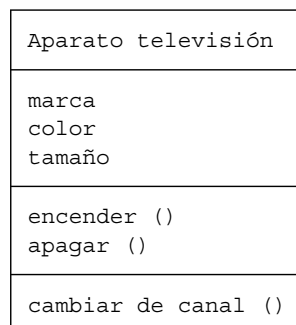 Aparato televisión
marca
color
tamaño
encender ()
apagar ()
cambiar de canal ()